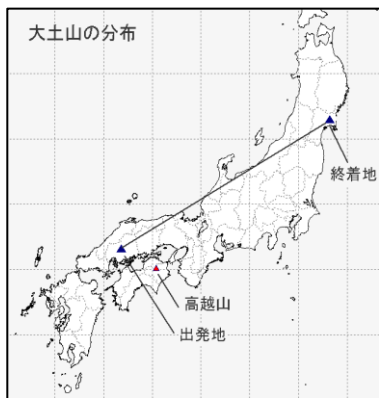 大土山の分布
終着地
高越山
出発地